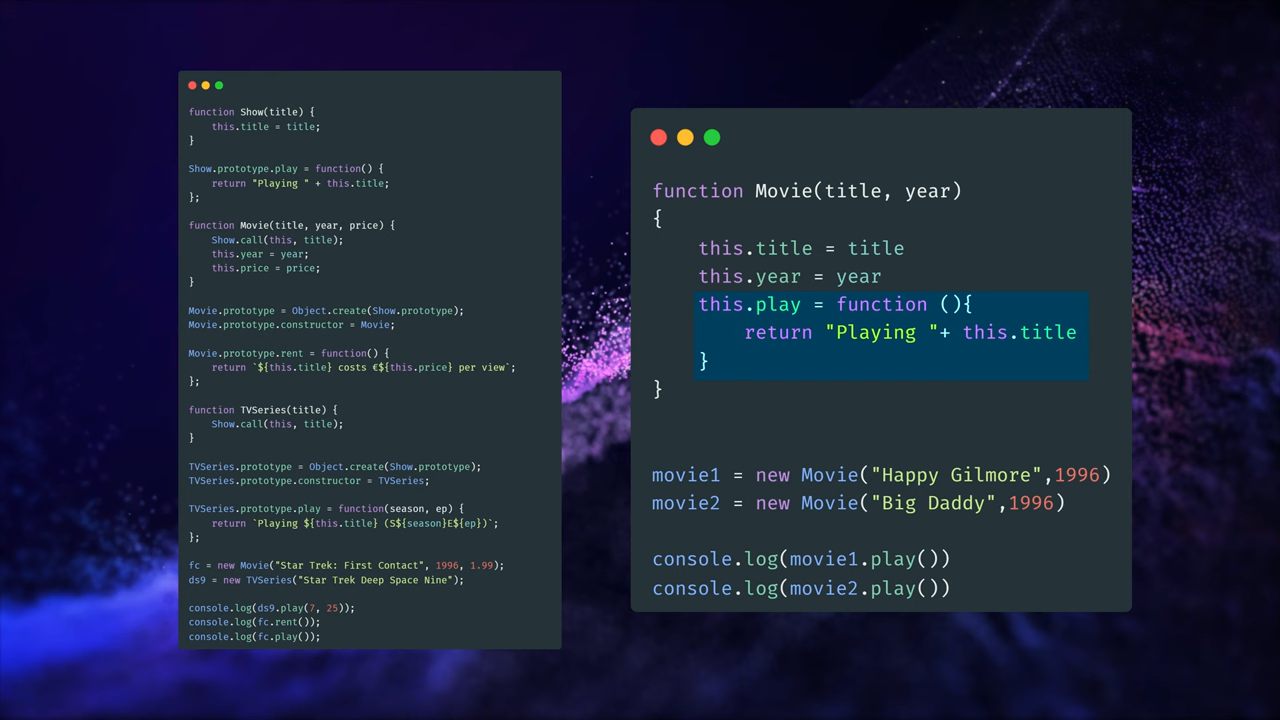 function Show(title) {
    this.title = title;
}

Show.prototype.play = function() {
    return "Playing " + this.title;
};

function Movie(title, year, price) {
    Show.call(this, title);
    this.year = year;
    this.price = price;
}

Movie.prototype = Object.create(Show.prototype);
Movie.prototype.constructor = Movie;

Movie.prototype.rent = function() {
    return `${this.title} costs €${this.price} per view`;
};

function TVSeries(title) {
    Show.call(this, title);
}

TVSeries.prototype = Object.create(Show.prototype);
TVSeries.prototype.constructor = TVSeries;

TVSeries.prototype.play = function(season, ep) {
    return `Playing ${this.title} (S${season}E${ep})`;
};

fc = new Movie("Star Trek: First Contact", 1996, 1.99);
ds9 = new TVSeries("Star Trek Deep Space Nine");

console.log(ds9.play(7, 25));
console.log(fc.rent());
console.log(fc.play());

function Movie(title, year)
{
    this.title = title
    this.year = year
    this.play = function (){
        return "Playing "+ this.title
    }
}

movie1 = new Movie("Happy Gilmore",1996)
movie2 = new Movie("Big Daddy",1996)

console.log(movie1.play())
console.log(movie2.play())